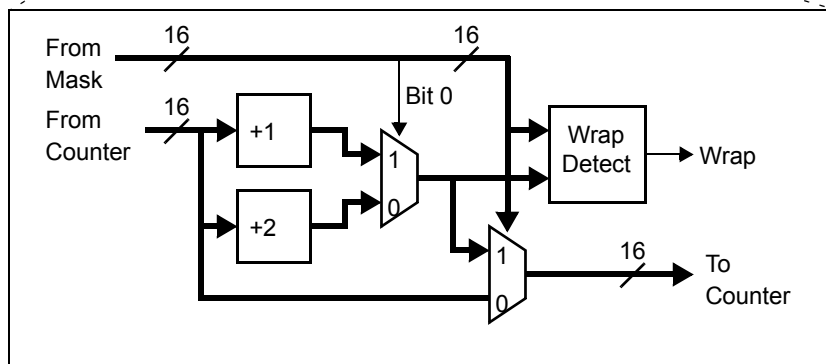 16
16
From
Mask
Bit 0
16
From
Counter
+1
1
Wrap
Detect
Wrap
0
+2
1
16
To
Counter
0